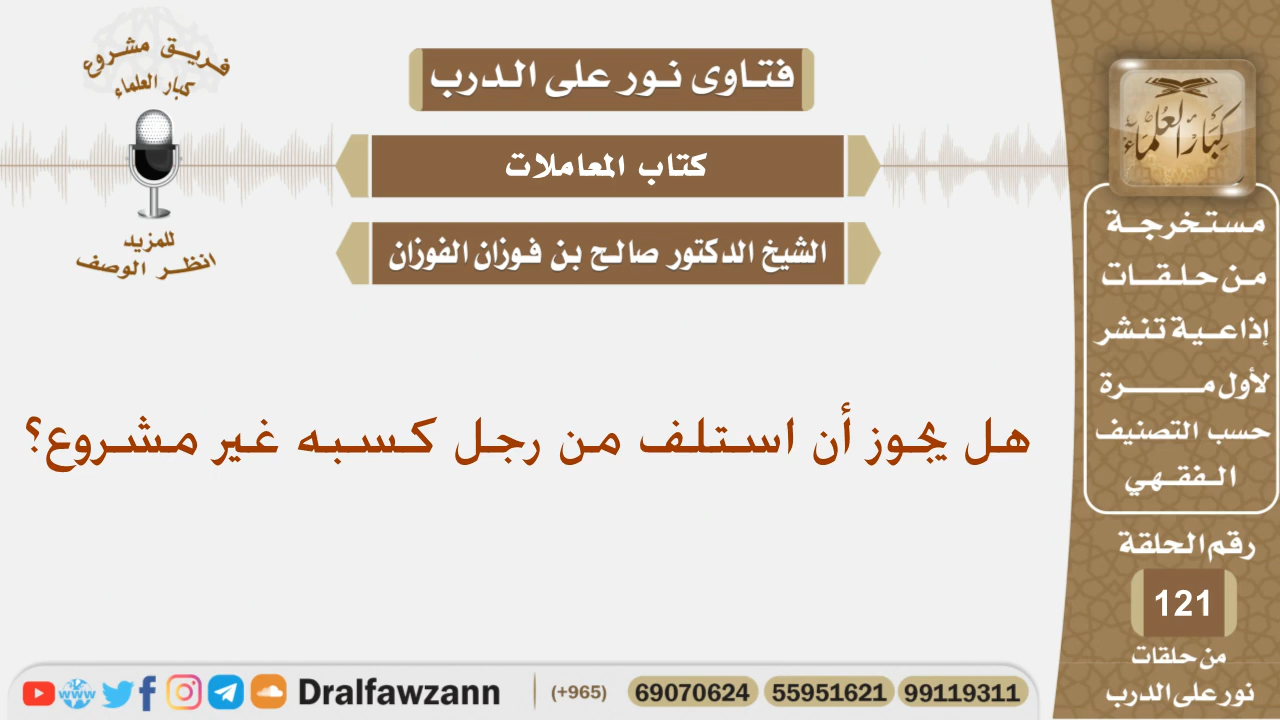 فريق مشروع
كبار العلماء
للمزيد
انظر الوصف
فتاوى نور على الدرب
كتاب المعاملات
الشيخ الدكتور صالح بن فوزان الفوزان
هل يجوز أن استلف من رجل كسبه غير مشروع؟
كبار العلماء
مستخرجة
من حلقات
إذاعية تنشر
لأول مرة
حسب التصنيف
الفقهي
رقم الحلقة
121
من حلقات
نور على الدرب
www Dralfawzann (+965) 69070624 55951621 99119311